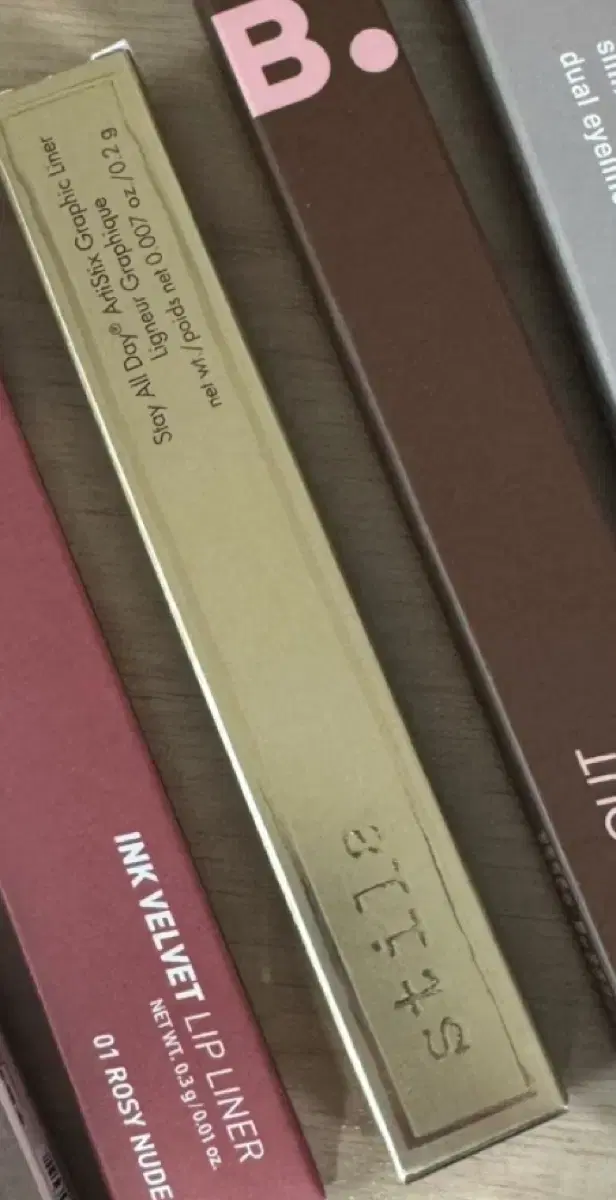 B.
dual eyeline
Stay All Day® ArtiStix Graphic Liner
Ligneur Graphique
net wt./poids net 0.007 oz/0.2 g
stila
INK VELVET LIP LINER
NET WT. 0.3 g/0.01 oz.
01 ROSY NUDE